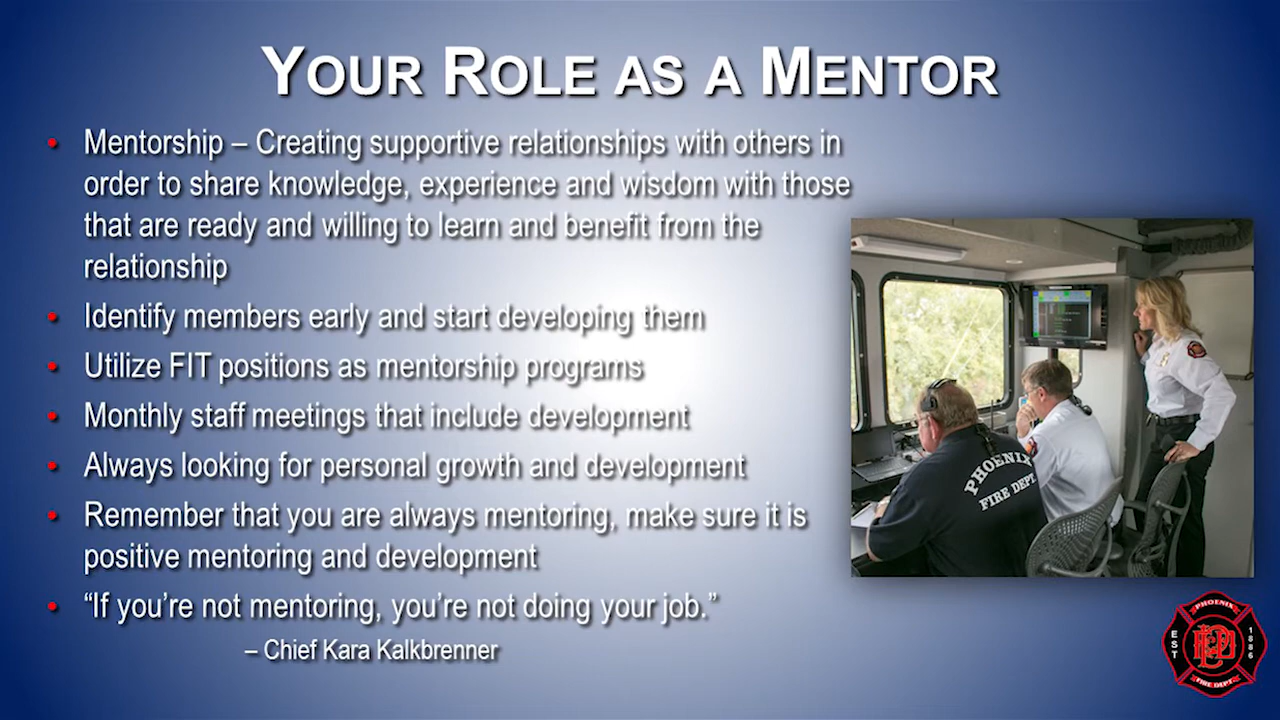 YOUR ROLE AS A MENTOR
• Mentorship – Creating supportive relationships with others in
order to share knowledge, experience and wisdom with those
that are ready and willing to learn and benefit from the
relationship
• Identify members early and start developing them
• Utilize FIT positions as mentorship programs
• Monthly staff meetings that include development
• Always looking for personal growth and development
• Remember that you are always mentoring, make sure it is
positive mentoring and development
• “If you’re not mentoring, you’re not doing your job.”
– Chief Kara Kalkbrenner
PHOENIX
FIRE DEPT.
PHOENIX
EST 1886
FIRE DEPT.